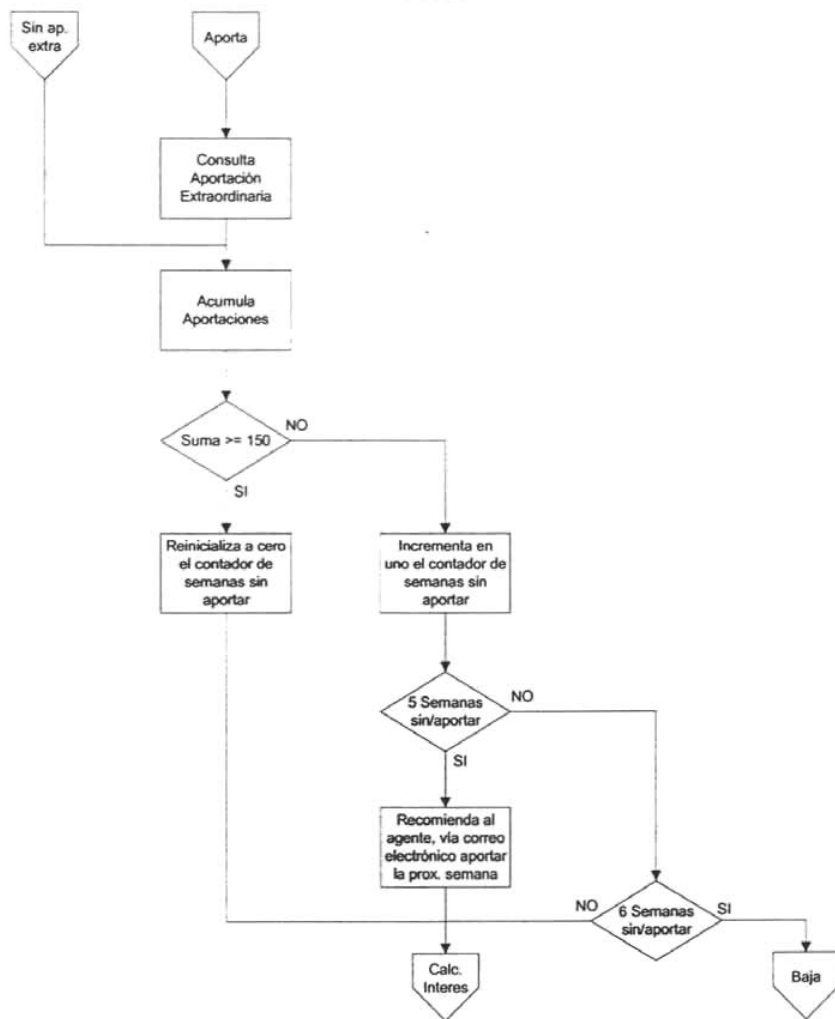 Sin ap.
extra
Aporta
Consulta
Aportación
Extraordinaria
Acumula
Aportaciones
Suma >= 150
NO
SI
Reinicializa a cero
el contador de
semanas sin
aportar
Incrementa en
uno el contador de
semanas sin
aportar
5 Semanas
sin/aportar
NO
SI
Recomienda al
agente, vía correo
electrónico aportar
la prox. semana
NO
6 Semanas
sin/aportar
SI
Calc.
Interes
Baja